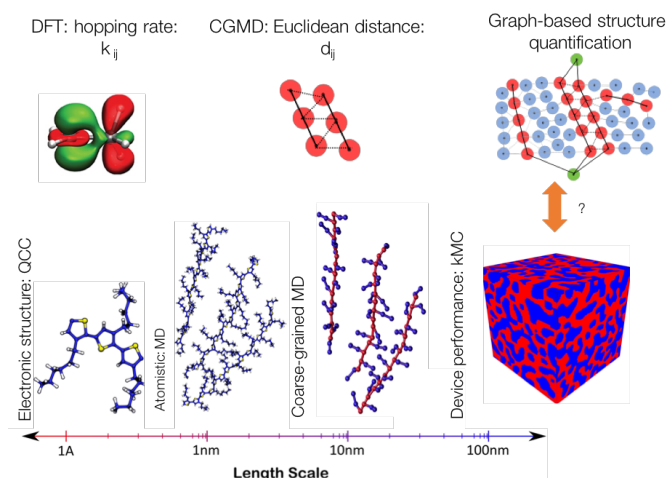 DFT: hopping rate:
k ij
CGMD: Euclidean distance:
dij
Graph-based structure
quantification
?
Electronic structure: QCC
Atomistic: MD
Coarse-grained MD
Device performance: kMC
1A
1nm
10nm
100nm
Length Scale